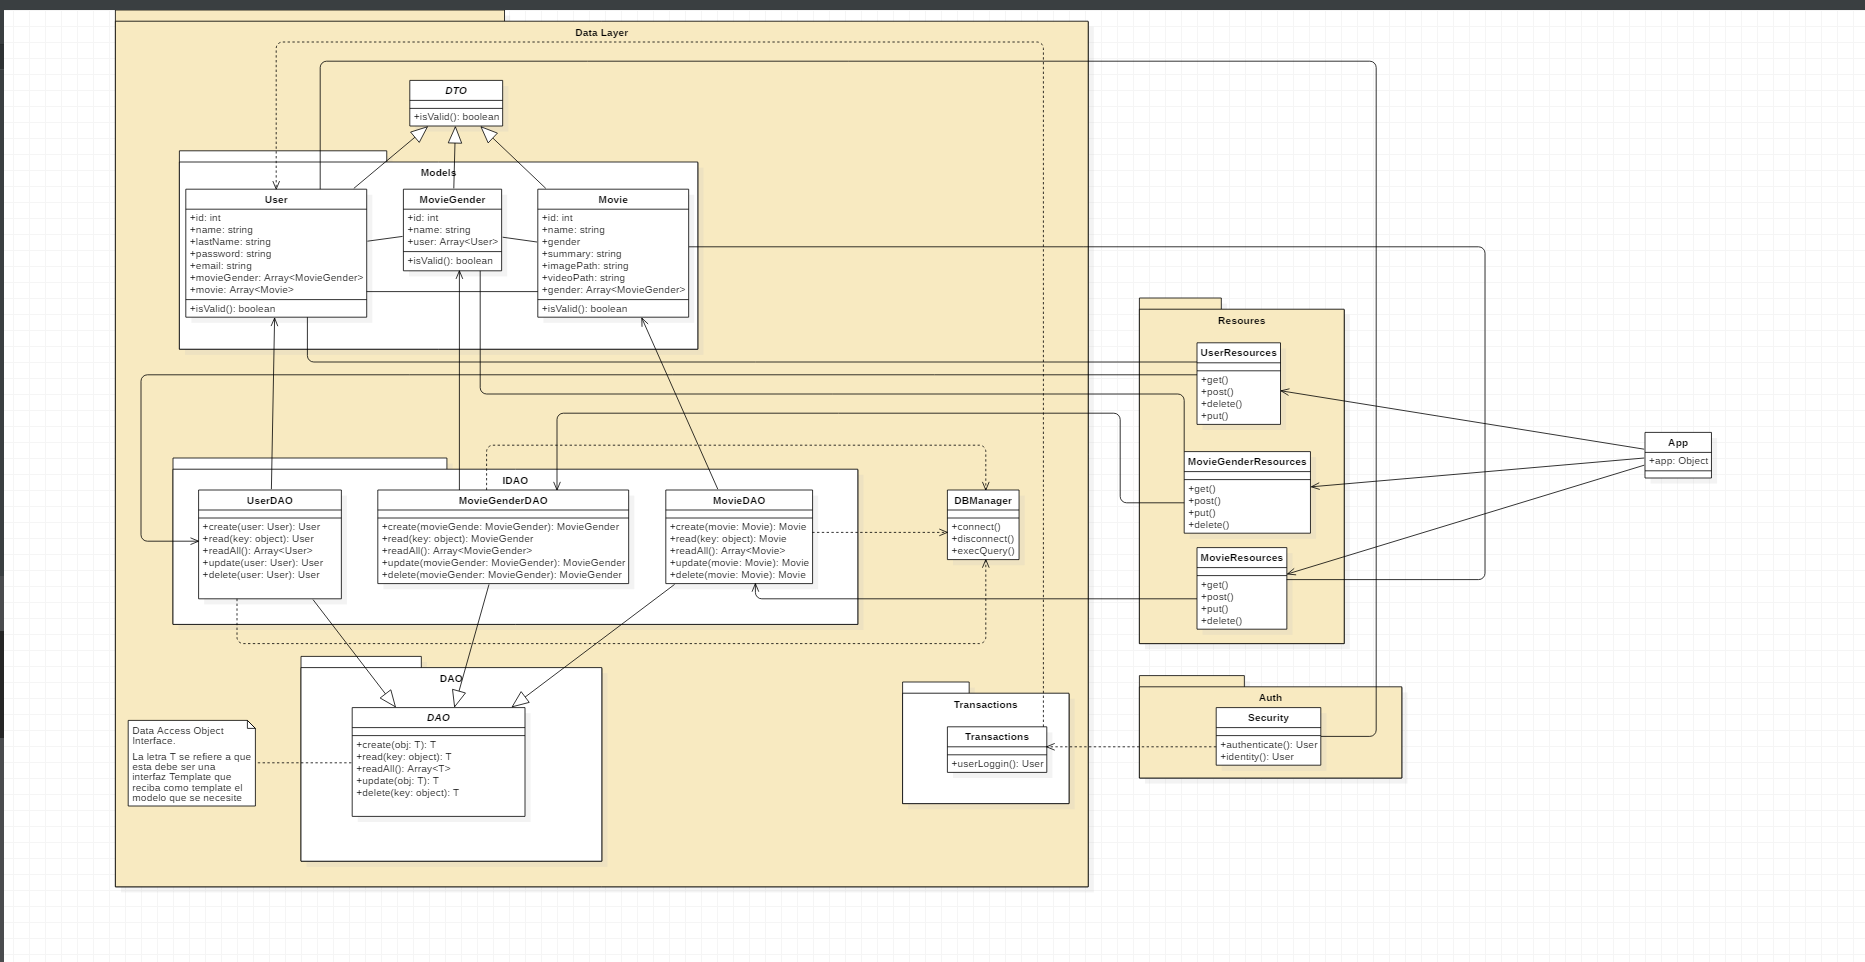 Data Layer
DTO
+isValid(): boolean
Models
User
+id: int
+name: string
+lastName: string
+password: string
+email: string
+movieGender: Array<MovieGender>
+movie: Array<Movie>
+isValid(): boolean
MovieGender
+id: int
+name: string
+user: Array<User>
+isValid(): boolean
Movie
+id: int
+name: string
+gender
+summary: string
+imagePath: string
+videoPath: string
+gender: Array<MovieGender>
+isValid(): boolean
Resoures
UserResources
+get()
+post()
+delete()
+put()
MovieGenderResources
+get()
+post()
+put()
+delete()
MovieResources
+get()
+post()
+put()
+delete()
App
+app: Object
IDAO
UserDAO
+create(user: User): User
+read(key: object): User
+readAll(): Array<User>
+update(user: User): User
+delete(user: User): User
MovieGenderDAO
+create(movieGende: MovieGender): MovieGender
+read(key: object): MovieGender
+readAll(): Array<MovieGender>
+update(movieGender: MovieGender): MovieGender
+delete(movieGender: MovieGender): MovieGender
MovieDAO
+create(movie: Movie): Movie
+read(key: object): Movie
+readAll(): Array<Movie>
+update(movie: Movie): Movie
+delete(movie: Movie): Movie
DBManager
+connect()
+disconnect()
+execQuery()
DAO
DAO
+create(obj: T): T
+read(key: object): T
+readAll(): Array<T>
+update(obj: T): T
+delete(key: object): T
Data Access Object
Interface.
La letra T se refiere a que
esta debe ser una
interfaz Template que
reciba como template el
modelo que se necesite
Transactions
Transactions
+userLoggin(): User
Auth
Security
+authenticate(): User
+identity(): User